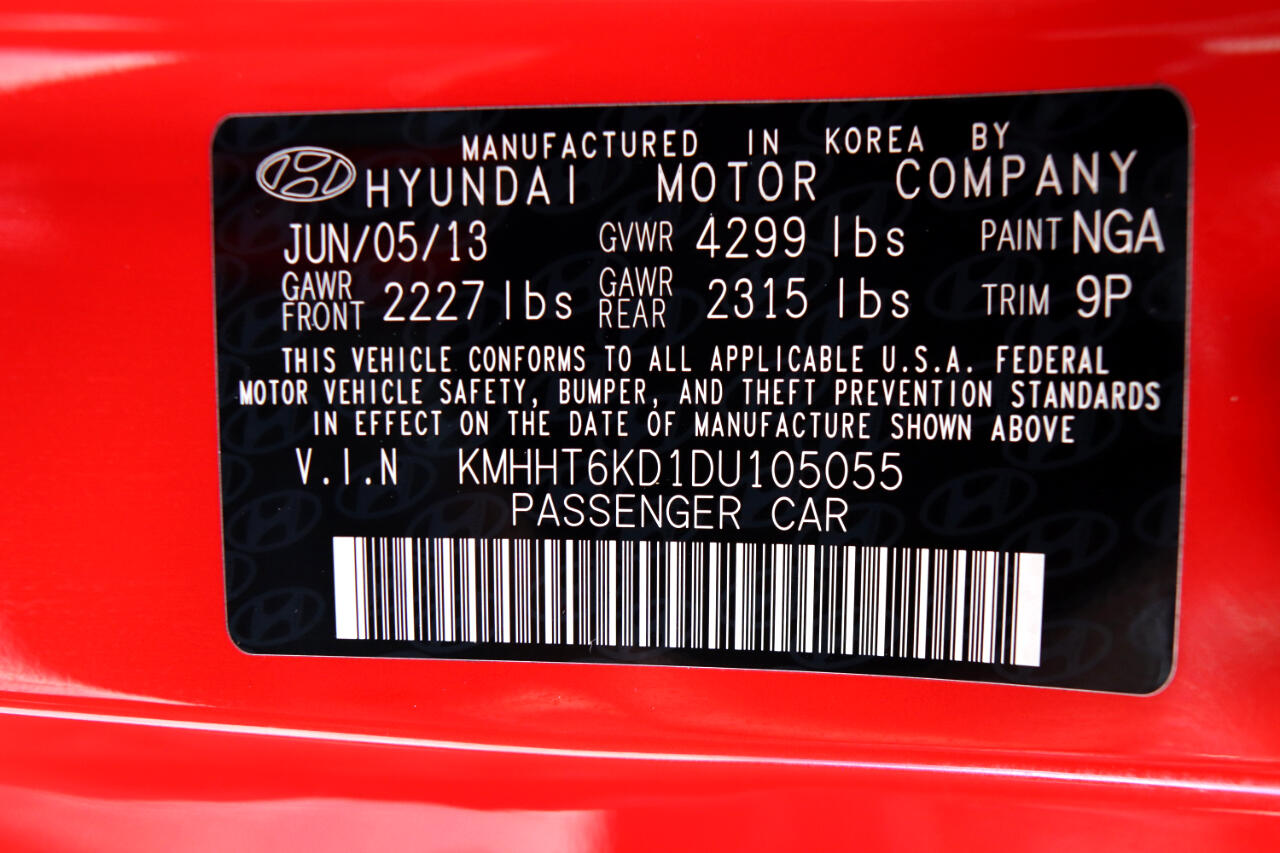 MANUFACTURED IN KOREA BY
HYUNDAI MOTOR COMPANY
JUN/05/13 GVWR 4299 lbs PAINT NGA
GAWR FRONT 2227 lbs GAWR REAR 2315 lbs TRIM 9P
THIS VEHICLE CONFORMS TO ALL APPLICABLE U.S.A. FEDERAL
MOTOR VEHICLE SAFETY, BUMPER, AND THEFT PREVENTION STANDARDS
IN EFFECT ON THE DATE OF MANUFACTURE SHOWN ABOVE
V.I.N KMHHT6KD1DU105055
PASSENGER CAR